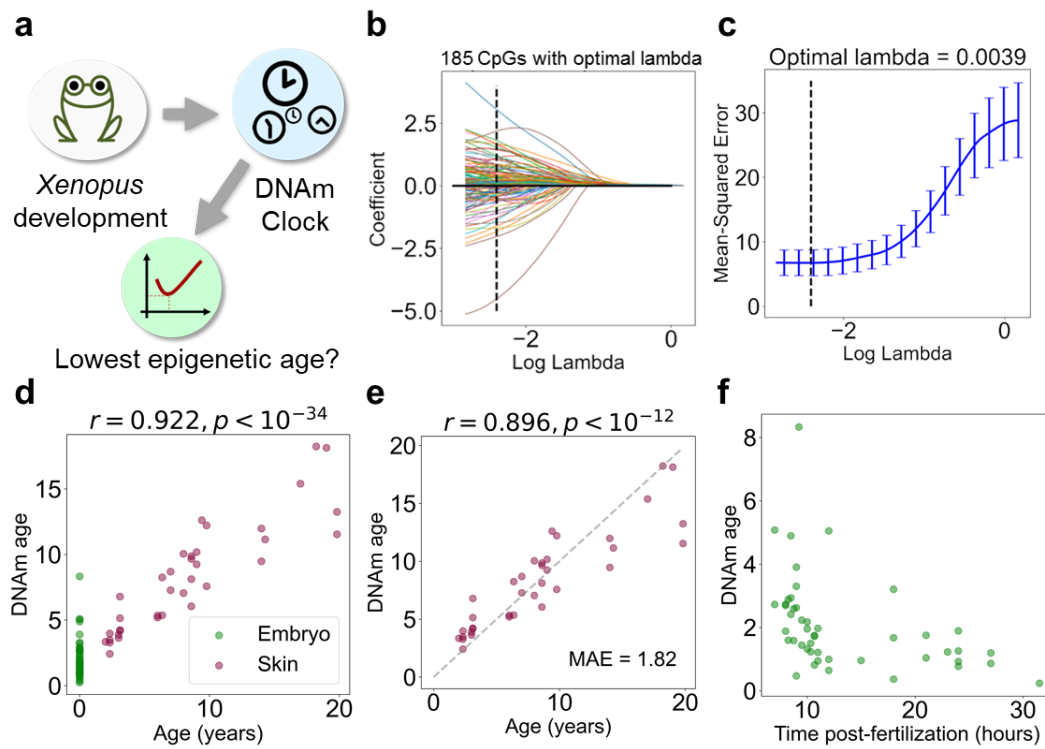 a
Xenopus
development
DNAm
Clock
Lowest epigenetic age?
b
185 CpGs with optimal lambda
2.5
0.0
−2.5
−5.0
Coefficient
−2
0
Log Lambda
c
Optimal lambda = 0.0039
30
20
10
0
Mean-Squared Error
−2
0
Log Lambda
d
r = 0.922, p < 10⁻³⁴
15
10
5
0
DNAm age
Embryo
Skin
0
10
20
Age (years)
e
r = 0.896, p < 10⁻¹²
20
15
10
5
0
DNAm age
MAE = 1.82
0
5
10
15
20
Age (years)
f
8
6
4
2
0
DNAm age
10
20
30
Time post-fertilization (hours)